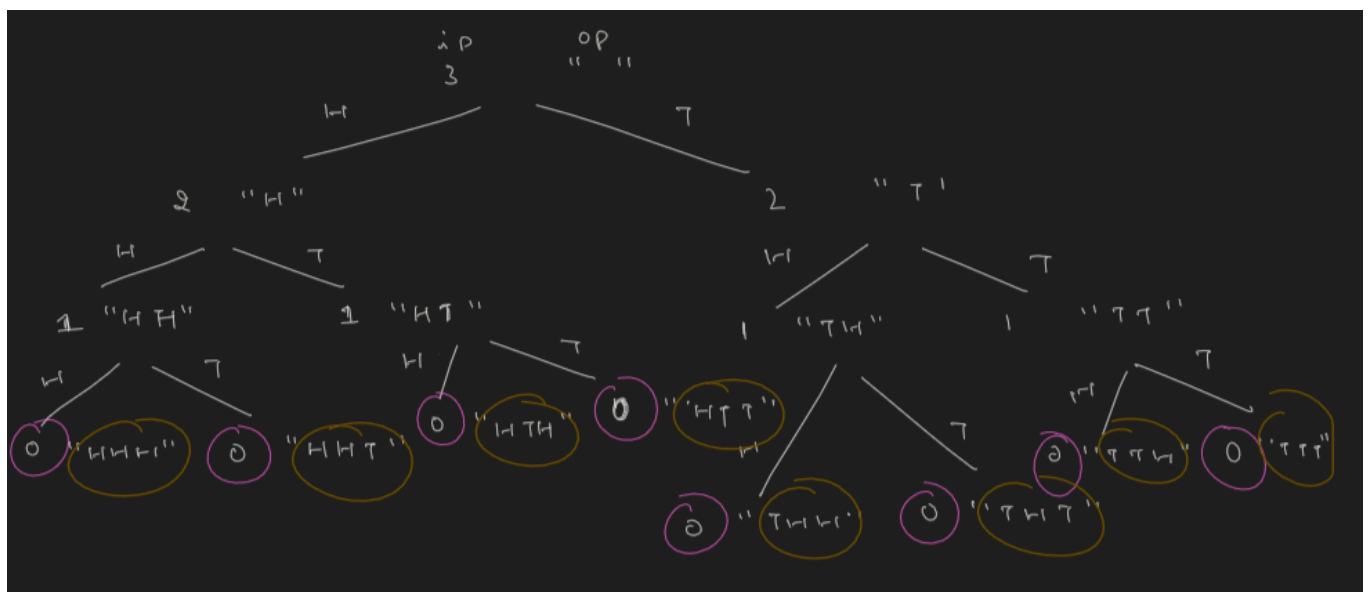 ip op
3 " "
H T
2 "H" 2 "T'
H T H T
1 "HH" 1 "HT" 1 "TH" 1 "TT"
H T H T H T H T
0 "HHH" 0 "HHT" 0 "HTH" 0 "HTT" 0 "TTH" 0 "TTT"
0 "THH" 0 "THT"